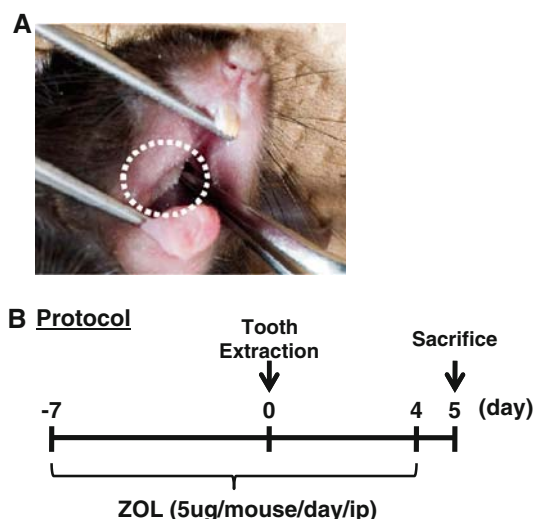 A
B Protocol
Tooth
Extraction
Sacrifice
-7 0 4 5 (day)
ZOL (5ug/mouse/day/ip)